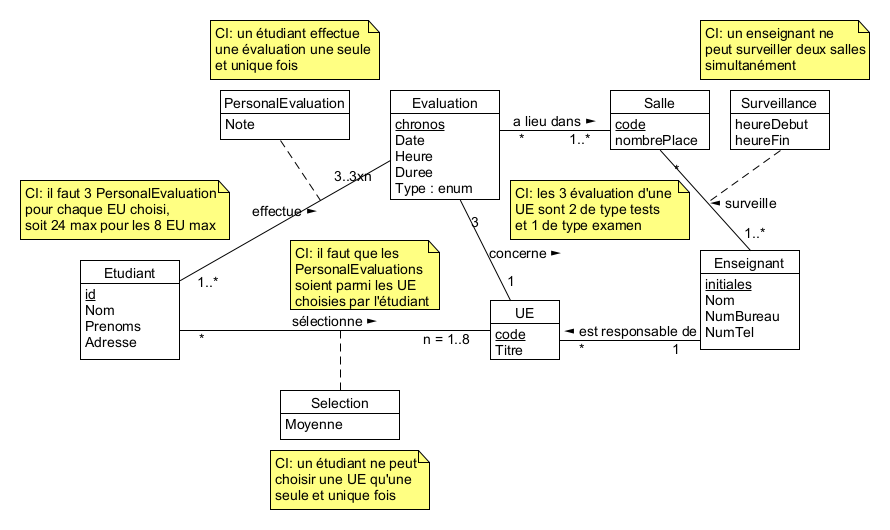 CI: un étudiant effectue
une évaluation une seule
et unique fois
CI: un enseignant ne
peut surveiller deux salles
simultanément
PersonalEvaluation
Note
Evaluation
chronos
Date
Heure
Duree
Type : enum
a lieu dans ►
*
1..*
Salle
code
nombrePlace
Surveillance
heureDebut
heureFin
3..3xn
effectue ►
1..*
CI: il faut 3 PersonalEvaluation
pour chaque EU choisi,
soit 24 max pour les 8 EU max
CI: les 3 évaluation d'une
UE sont 2 de type tests
et 1 de type examen
*
◄ surveille
1..*
3
concerne ►
1
CI: il faut que les
PersonalEvaluations
soient parmi les UE
choisies par l'étudiant
Etudiant
id
Nom
Prenoms
Adresse
sélectionne ►
*
n = 1..8
UE
code
Titre
◄ est responsable de
*
1
Enseignant
initiales
Nom
NumBureau
NumTel
Selection
Moyenne
CI: un étudiant ne peut
choisir une UE qu'une
seule et unique fois